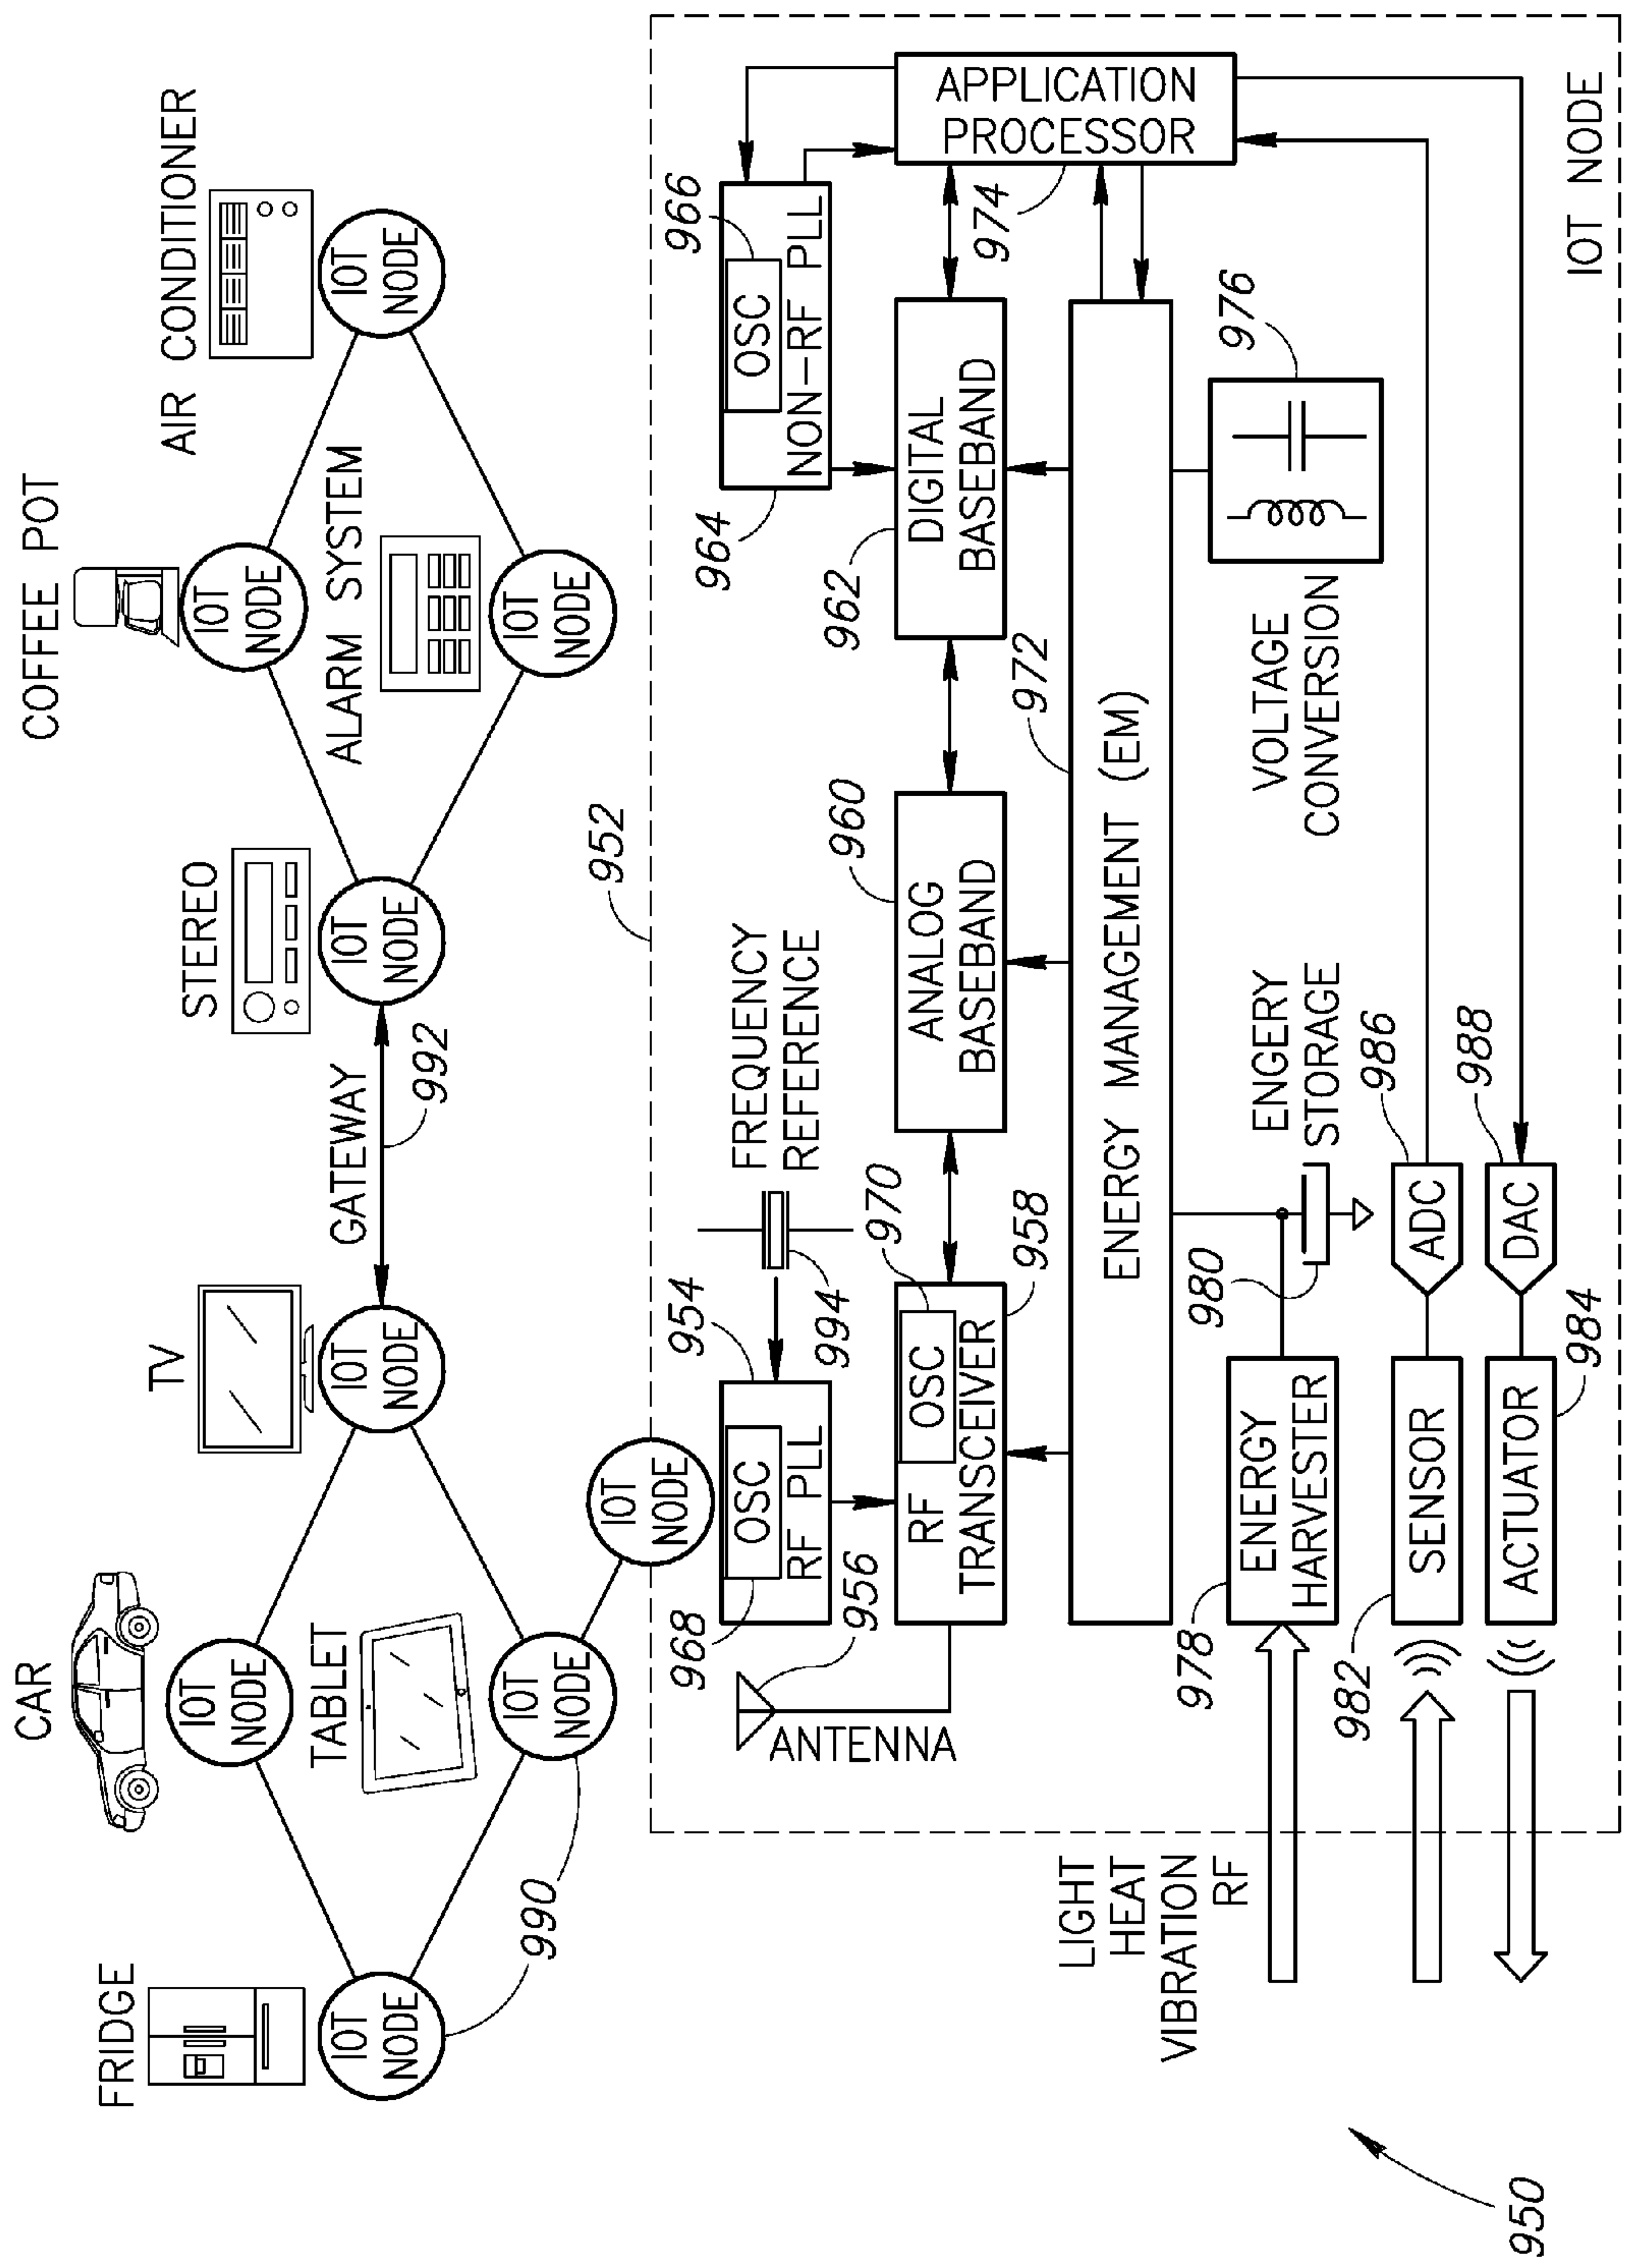 FRIDGE
CAR
TV
STEREO
COFFEE POT
AIR CONDITIONER
TABLET
GATEWAY
ALARM SYSTEM
IOT
NODE
IOT
NODE
IOT
NODE
IOT
NODE
IOT
NODE
IOT
NODE
IOT
NODE
IOT
NODE
IOT
NODE
990
992
952
968
954
OSC
RF PLL
FREQUENCY
REFERENCE
994
964
966
OSC
NON-RF PLL
ANTENNA
956
RF
TRANSCEIVER
OSC
970
958
ANALOG
BASEBAND
960
DIGITAL
BASEBAND
962
APPLICATION
PROCESSOR
974
ENERGY MANAGEMENT (EM)
972
LIGHT
HEAT
VIBRATION
RF
978
ENERGY
HARVESTER
980
ENGERY
STORAGE
VOLTAGE
CONVERSION
976
982
SENSOR
ADC
986
ACTUATOR
984
DAC
988
IOT NODE
950